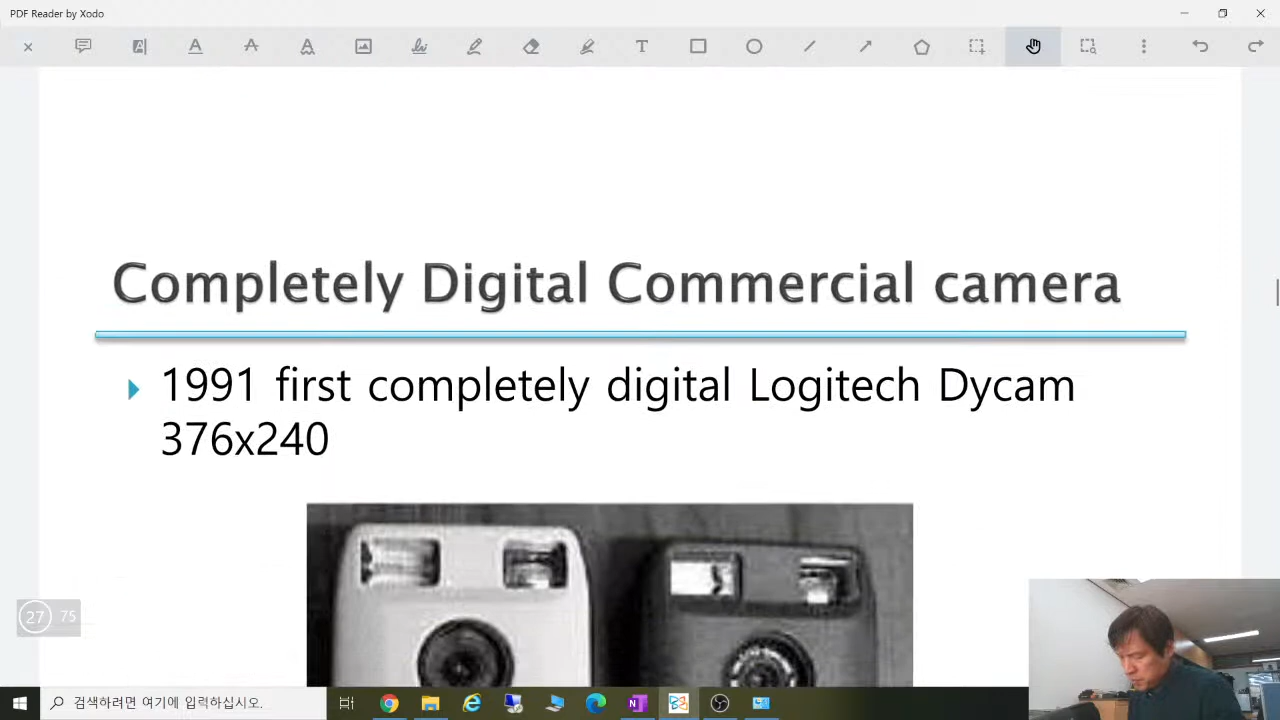 PDF Reader by Xodo
Completely Digital Commercial camera
1991 first completely digital Logitech Dycam
376x240
27 75
검색하려면 여기에 입력하십시오.